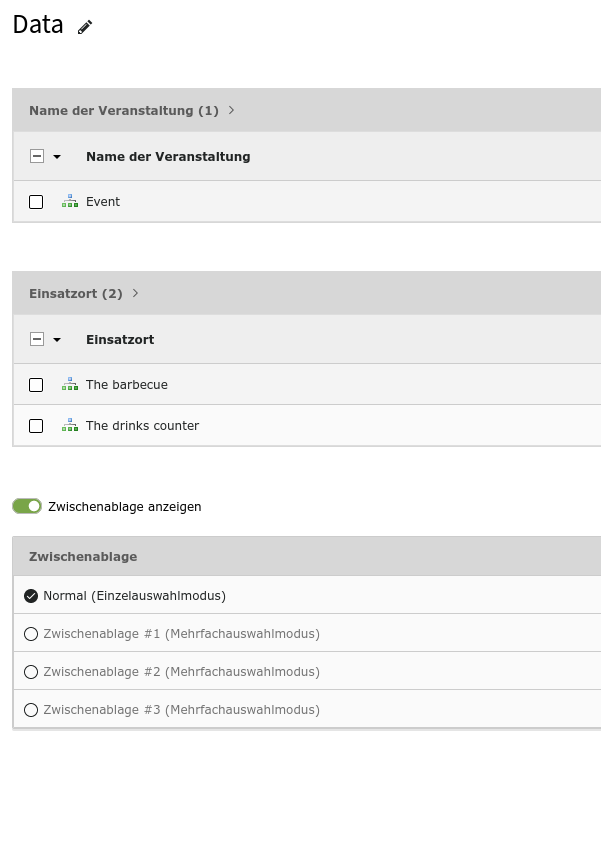 Data
Name der Veranstaltung (1)
Name der Veranstaltung
Event
Einsatzort (2)
Einsatzort
The barbecue
The drinks counter
Zwischenablage anzeigen
Zwischenablage
Normal (Einzelauswahlmodus)
Zwischenablage #1 (Mehrfachauswahlmodus)
Zwischenablage #2 (Mehrfachauswahlmodus)
Zwischenablage #3 (Mehrfachauswahlmodus)